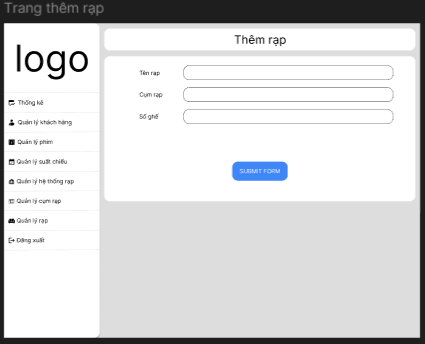 Trang thêm rạp
logo
Thêm rạp
Tên rạp
Cụm rạp
Số ghế
SUBMIT FORM
Thống kê
Quản lý khách hàng
Quản lý phim
Quản lý suất chiếu
Quản lý hệ thống rạp
Quản lý cụm rạp
Quản lý rạp
Đăng xuất